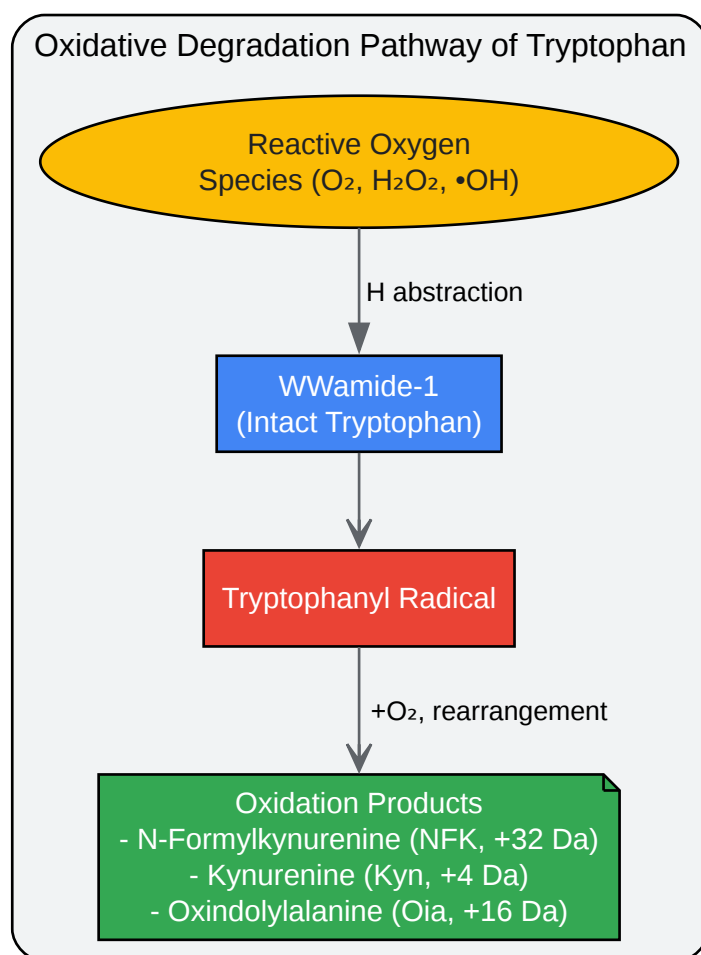 Oxidative Degradation Pathway of Tryptophan
Reactive Oxygen
Species (O₂, H₂O₂, •OH)
H abstraction
WWamide-1
(Intact Tryptophan)
Tryptophanyl Radical
+O₂, rearrangement
Oxidation Products
- N-Formylkynurenine (NFK, +32 Da)
- Kynurenine (Kyn, +4 Da)
- Oxindolylalanine (Oia, +16 Da)